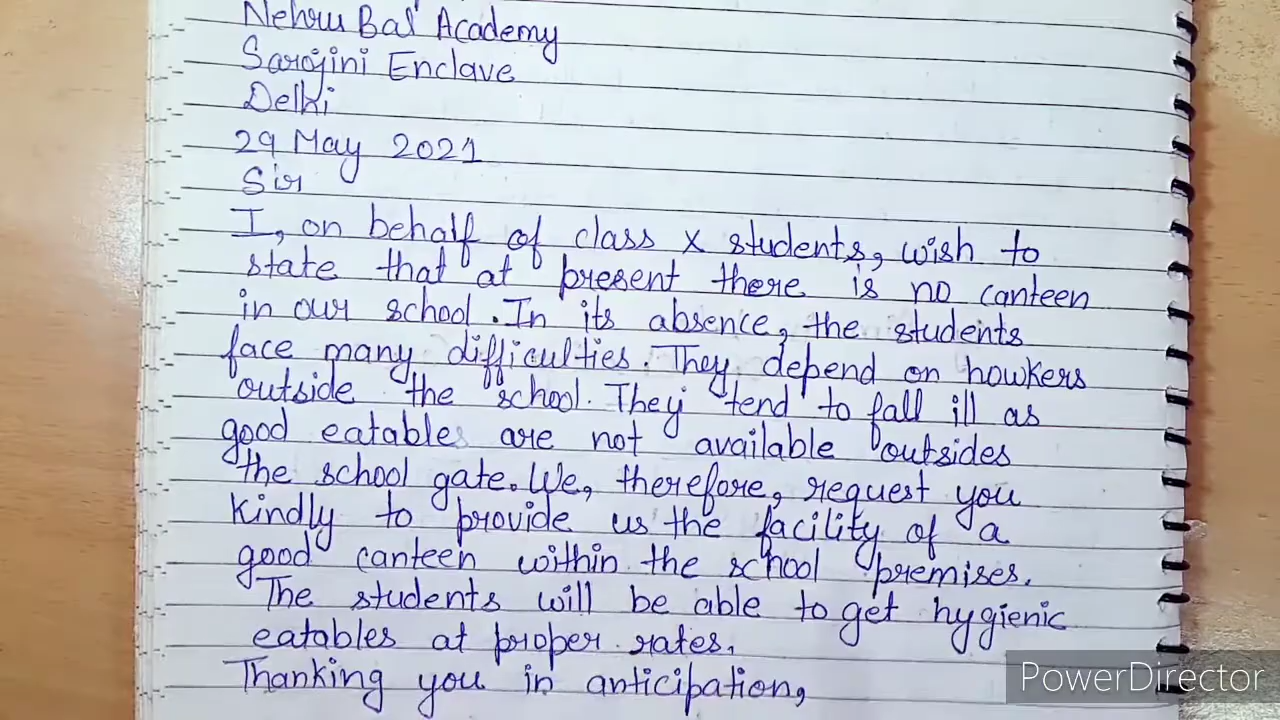 Nehru Bal Academy
Sarojini Enclave
Delhi
29 May 2021
Sir
I, on behalf of class X students, wish to
state that at present there is no canteen
in our school. In its absence, the students
face many difficulties. They depend on howkers
outside the school. They tend to fall ill as
good eatables are not available outsides
the school gate. We, therefore, request you
kindly to provide us the facility of a
good canteen within the school premises.
The students will be able to get hygienic
eatables at proper rates.
Thanking you in anticipation,
PowerDirector